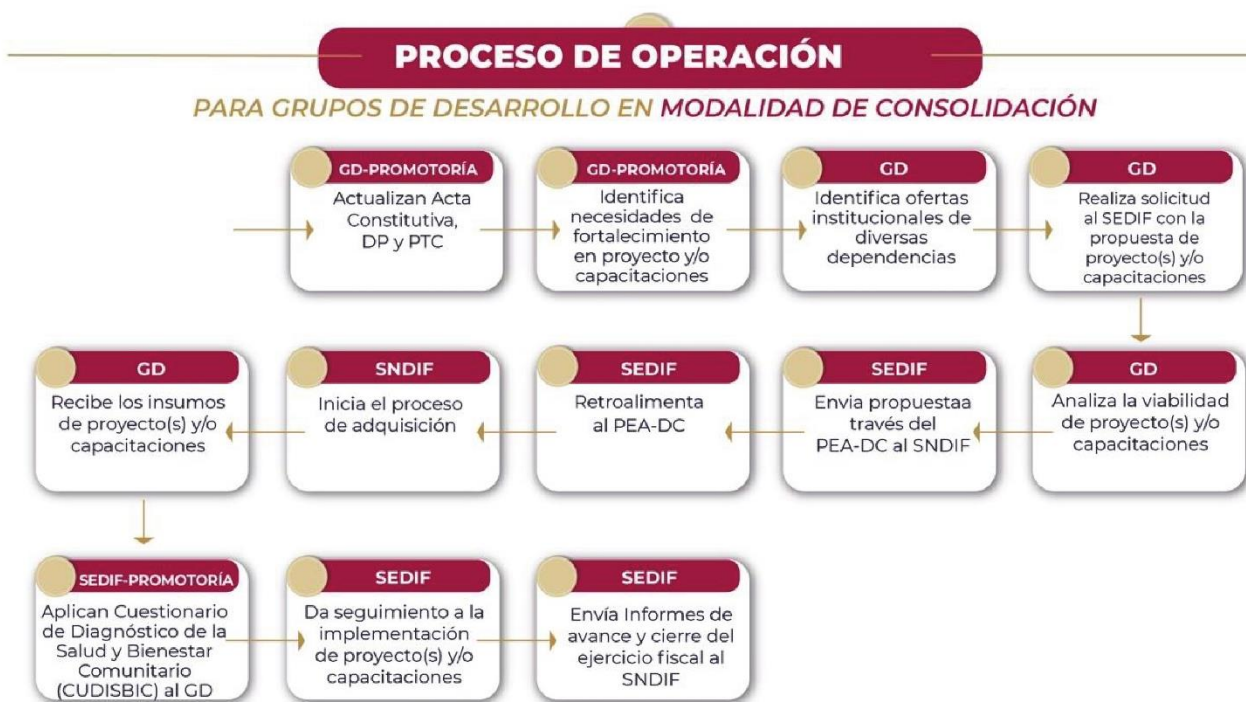 PROCESO DE OPERACIÓN
PARA GRUPOS DE DESARROLLO EN MODALIDAD DE CONSOLIDACIÓN
GD-PROMOTORÍA
Actualizan Acta
Constitutiva,
DP y PTC
GD-PROMOTORÍA
Identifica
necesidades de
fortalecimiento
en proyecto y/o
capacitaciones
GD
Identifica ofertas
institucionales de
diversas
dependencias
GD
Realiza solicitud
al SEDIF con la
propuesta de
proyecto(s) y/o
capacitaciones
GD
Analiza la viabilidad
de proyecto(s) y/o
capacitaciones
SEDIF
Envia propuestaa
través del
PEA-DC al SNDIF
SEDIF
Retroalimenta
al PEA-DC
SNDIF
Inicia el proceso
de adquisición
GD
Recibe los insumos
de proyecto(s) y/o
capacitaciones
SEDIF-PROMOTORÍA
Aplican Cuestionario
de Diagnóstico de la
Salud y Bienestar
Comunitario
(CUDISBIC) al GD
SEDIF
Da seguimiento a la
implementación
de proyecto(s) y/o
capacitaciones
SEDIF
Envía Informes de
avance y cierre del
ejercicio fiscal al
SNDIF